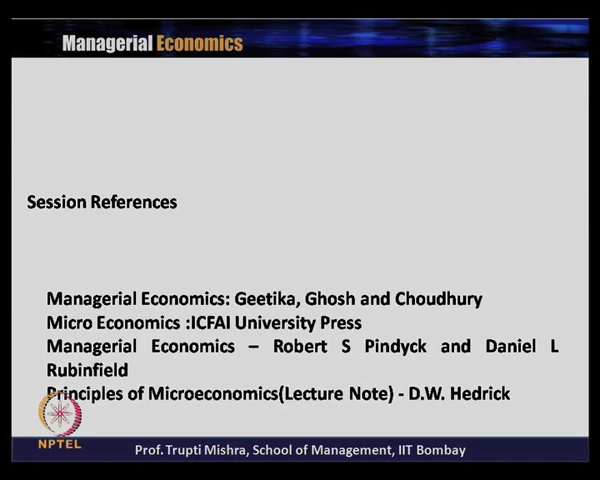 Managerial Economics
Session References
Managerial Economics: Geetika, Ghosh and Choudhury
Micro Economics :ICFAI University Press
Managerial Economics – Robert S Pindyck and Daniel L
Rubinfield
Principles of Microeconomics(Lecture Note) - D.W. Hedrick
NPTEL
Prof. Trupti Mishra, School of Management, IIT Bombay